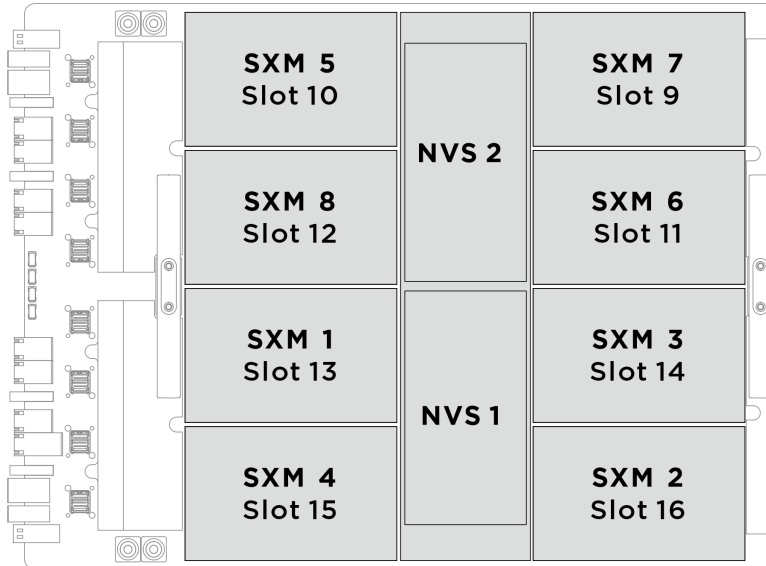 SXM 5
Slot 10
SXM 7
Slot 9
NVS 2
SXM 8
Slot 12
SXM 6
Slot 11
SXM 1
Slot 13
SXM 3
Slot 14
NVS 1
SXM 4
Slot 15
SXM 2
Slot 16